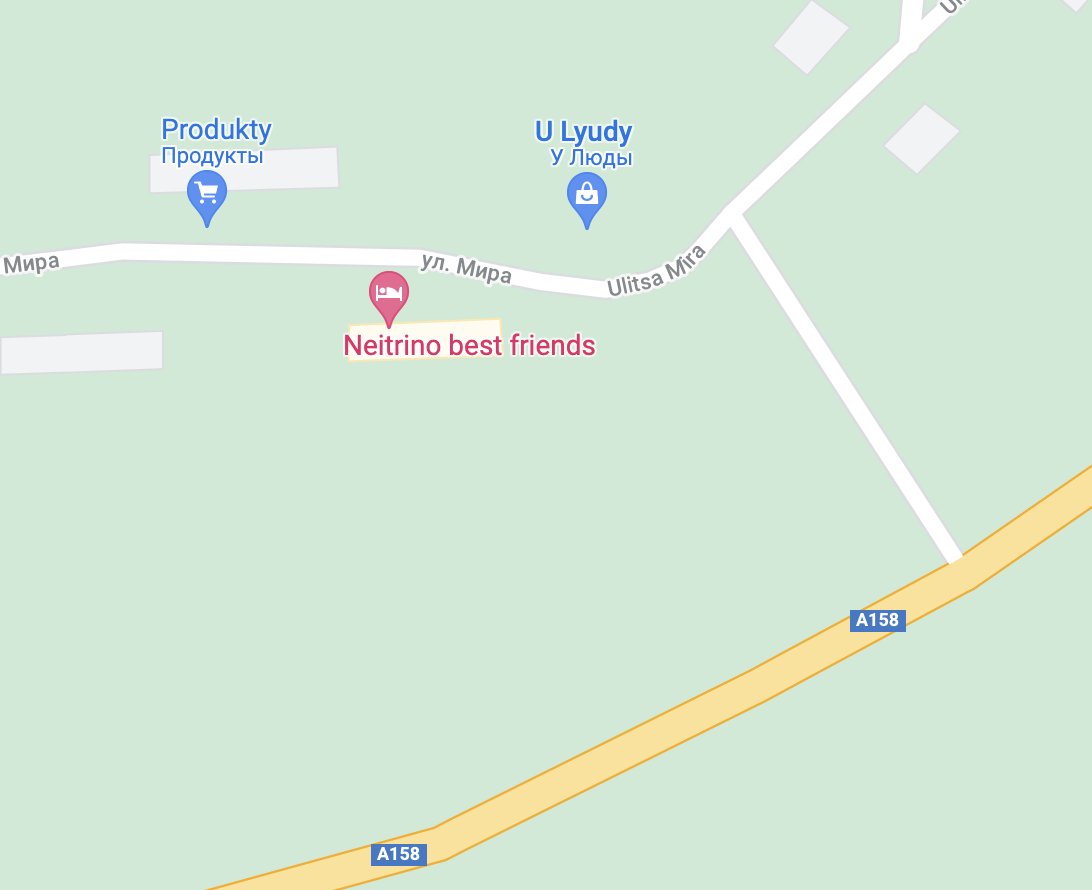 Produkty
Продукты
U Lyudy
У Люды
Мира
ул. Мира
Ulitsa Mira
Neitrino best friends
A158
A158